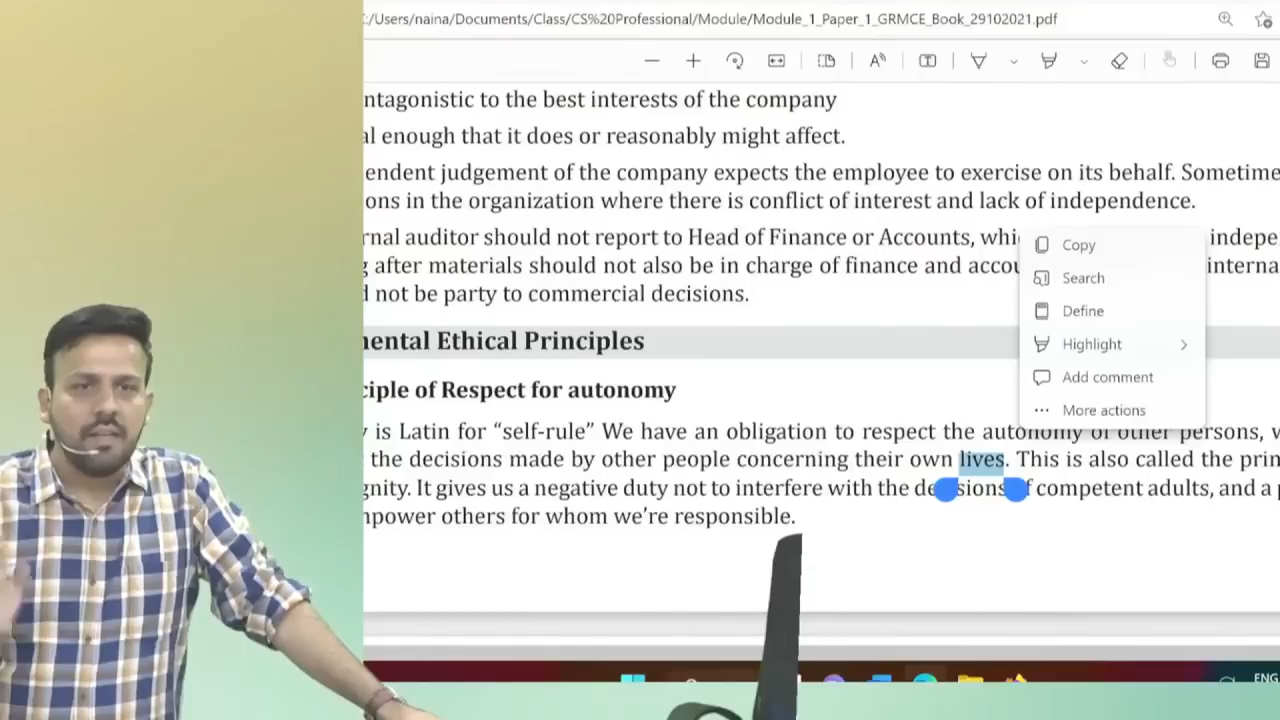 :/Users/naina/Documents/Class/CS%20Professional/Module/Module_1_Paper_1_GRMCE_Book_29102021.pdf
ntagonistic to the best interests of the company
al enough that it does or reasonably might affect.
endent judgement of the company expects the employee to exercise on its behalf. Sometime
ons in the organization where there is conflict of interest and lack of independence.
rnal auditor should not report to Head of Finance or Accounts, whi indepe
g after materials should not also be in charge of finance and accou interna
d not be party to commercial decisions.
Copy
Search
Define
Highlight
Add comment
More actions
ental Ethical Principles
ciple of Respect for autonomy
y is Latin for “self-rule” We have an obligation to respect the autonomy of other persons, w
the decisions made by other people concerning their own lives. This is also called the prin
gnity. It gives us a negative duty not to interfere with the decisions of competent adults, and a p
mpower others for whom we’re responsible.
ENG